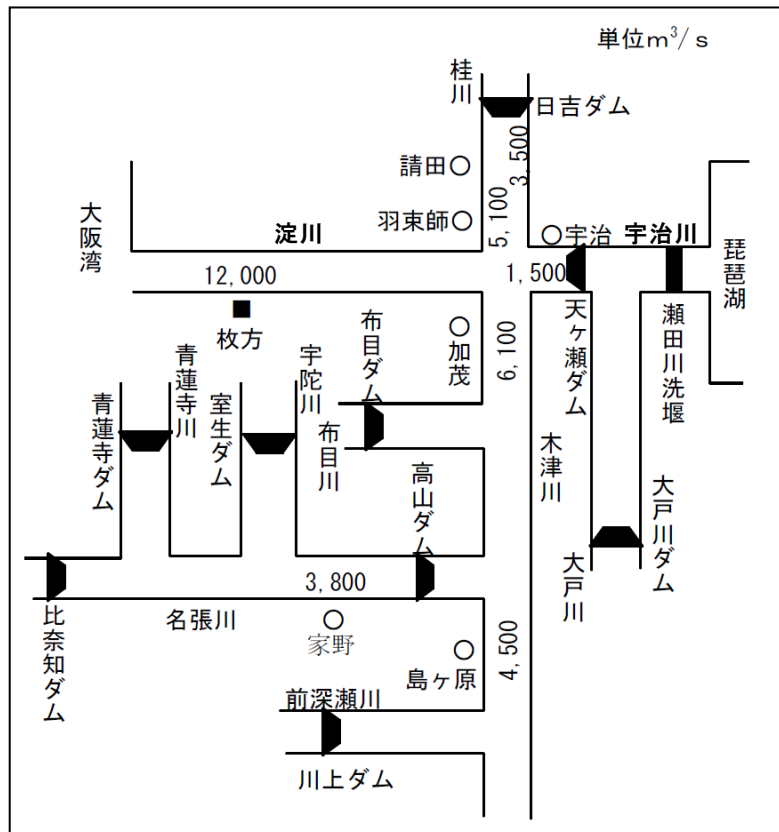 単位m³/s
桂川
日吉ダム
3,500
請田
5,100
羽束師
大阪湾
淀川
宇治
宇治川
琵琶湖
12,000
1,500
枚方
天ヶ瀬ダム
瀬田川洗堰
加茂
6,100
布目ダム
青蓮寺川
宇陀川
青蓮寺ダム
室生ダム
布目川
木津川
高山ダム
大戸川ダム
大戸川
3,800
比奈知ダム
名張川
家野
島ヶ原
4,500
前深瀬川
川上ダム